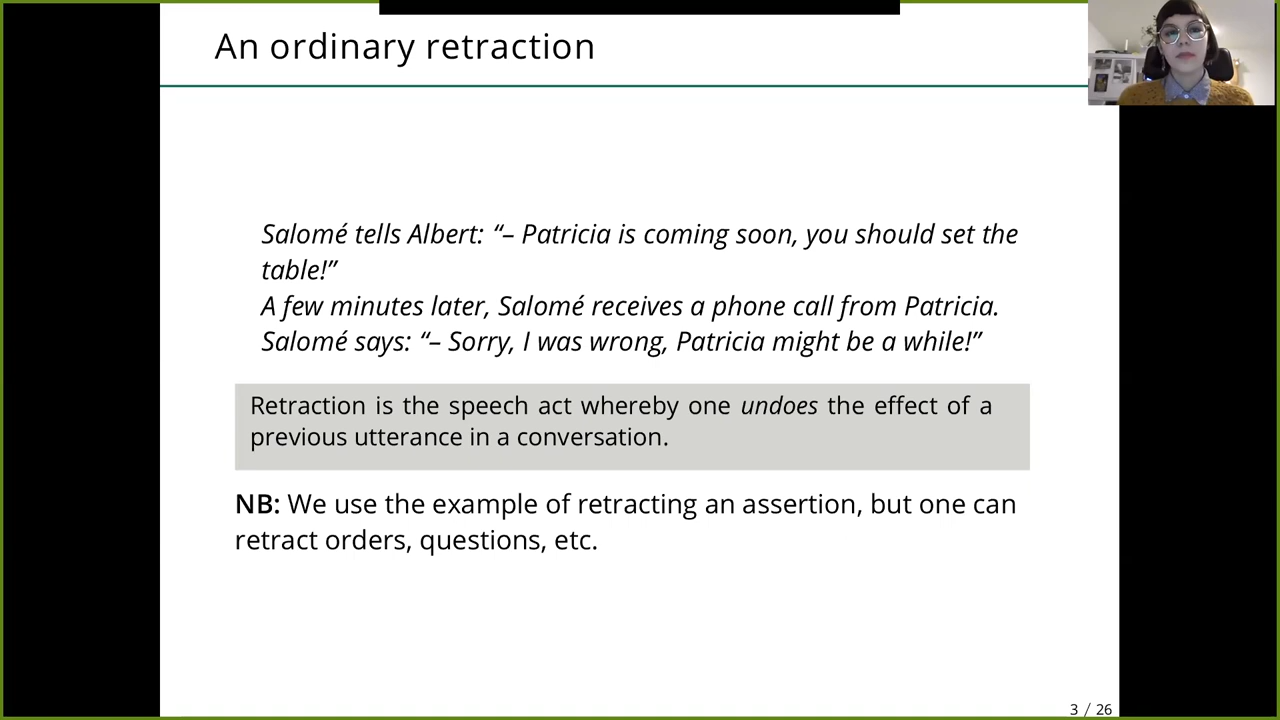 An ordinary retraction
Salomé tells Albert: “– Patricia is coming soon, you should set the
table!”
A few minutes later, Salomé receives a phone call from Patricia.
Salomé says: “– Sorry, I was wrong, Patricia might be a while!”
Retraction is the speech act whereby one undoes the effect of a
previous utterance in a conversation.
NB: We use the example of retracting an assertion, but one can
retract orders, questions, etc.
3 / 26